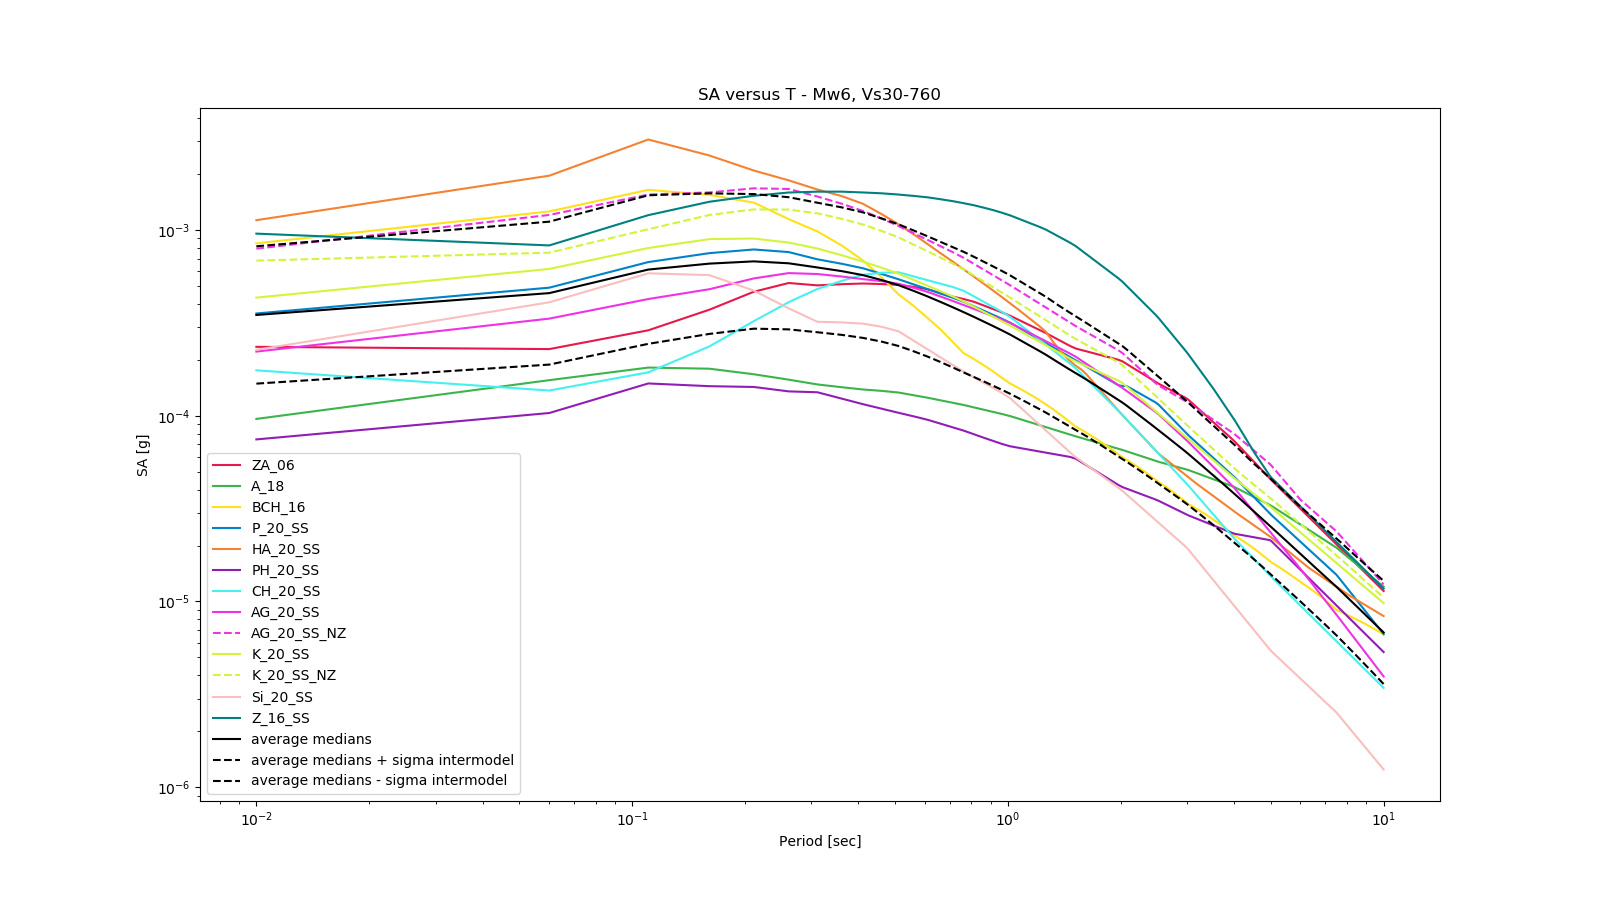 SA versus T - Mw6, Vs30-760
SA [g]
10⁻³
10⁻⁴
10⁻⁵
10⁻⁶
ZA_06
A_18
BCH_16
P_20_SS
HA_20_SS
PH_20_SS
CH_20_SS
AG_20_SS
AG_20_SS_NZ
K_20_SS
K_20_SS_NZ
Si_20_SS
Z_16_SS
average medians
average medians + sigma intermodel
average medians - sigma intermodel
10⁻² 10⁻¹ 10⁰ 10¹
Period [sec]